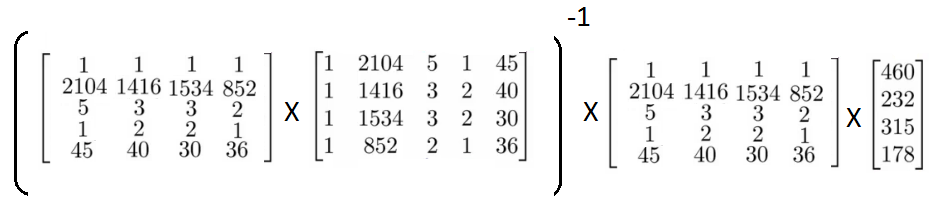 -1
1 1 1 1 1 2104 5 1 45 1 1 1 1 460
2104 1416 1534 852 1 1416 3 2 40 2104 1416 1534 852 232
5 3 3 2 X 1 1534 3 2 30 X 5 3 3 2 X 315
1 2 2 1 1 852 2 1 36 1 2 2 1 178
45 40 30 36 45 40 30 36